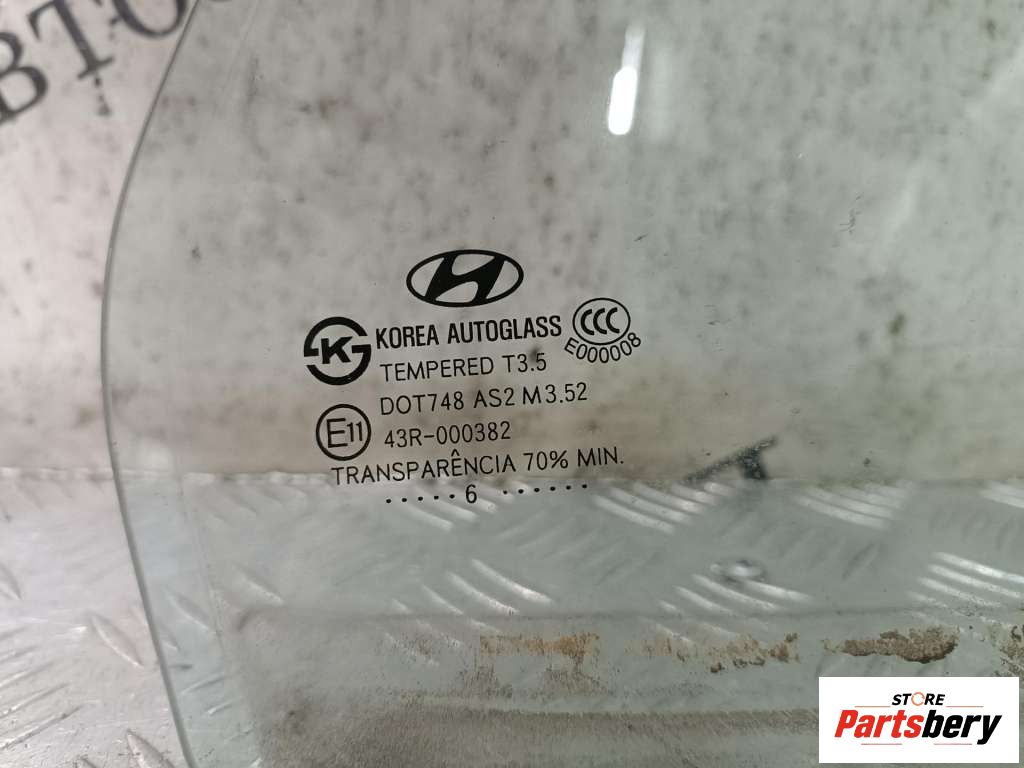 АВТО
KOREA AUTOGLASS
CCC
E000008
K
TEMPERED T3.5
DOT748 AS2 M3.52
E11
43R-000382
TRANSPARÊNCIA 70% MIN.
. . . . . 6 . . . . . .
STORE
Partsbery